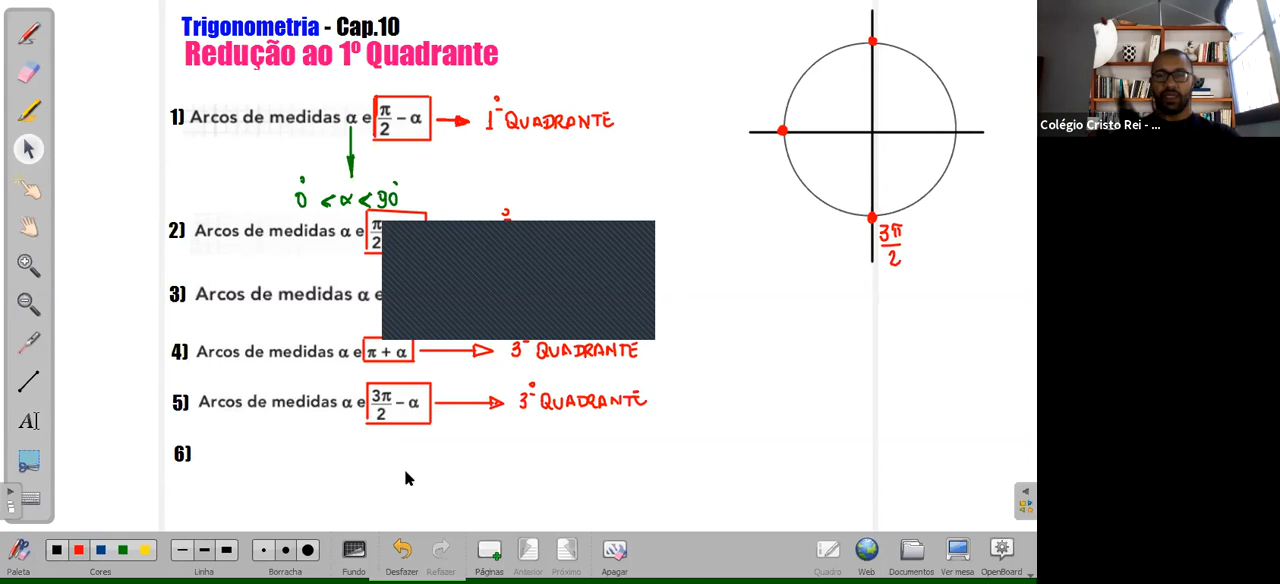 Trigonometria - Cap.10
Redução ao 1º Quadrante
1) Arcos de medidas α e π/2 - α → 1º QUADRANTE
0° < α < 90°
2) Arcos de medidas α e π/2
3) Arcos de medidas α e
4) Arcos de medidas α e π + α → 3º QUADRANTE
5) Arcos de medidas α e 3π/2 - α → 3º QUADRANTE
6)
3π/2
Colégio Cristo Rei - ...
Paleta
Cores
Linha
Borracha
Fundo
Desfazer
Refazer
Páginas
Anterior
Próximo
Apagar
Quadro
Web
Documentos
Ver mesa
OpenBoard